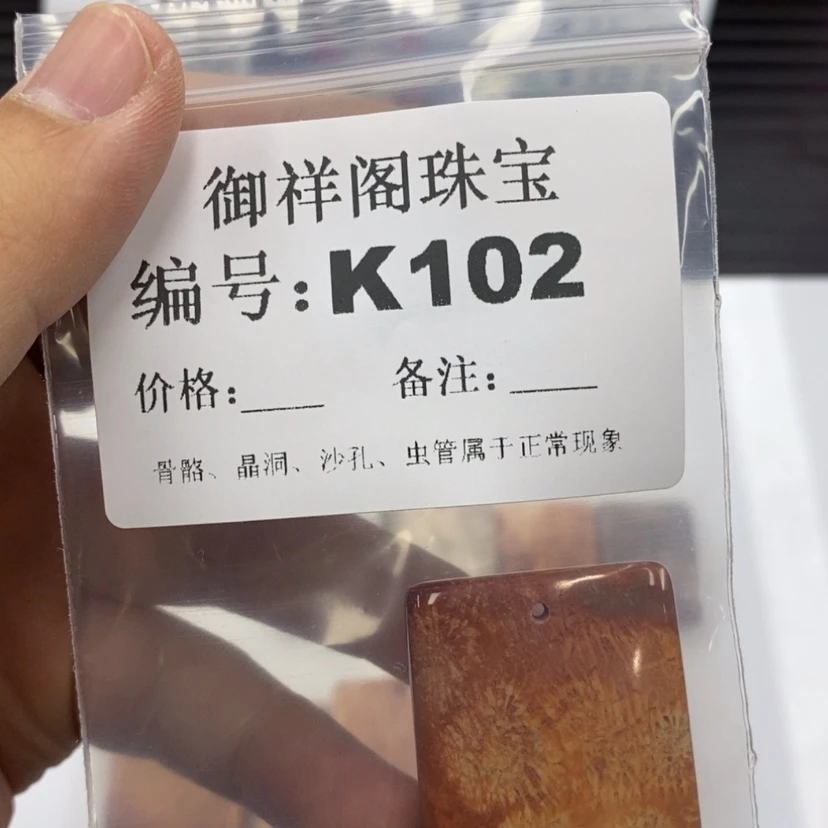 御祥阁珠宝
编号:K102
价格:____ 备注:____
骨骼、晶洞、沙孔、虫管属于正常现象